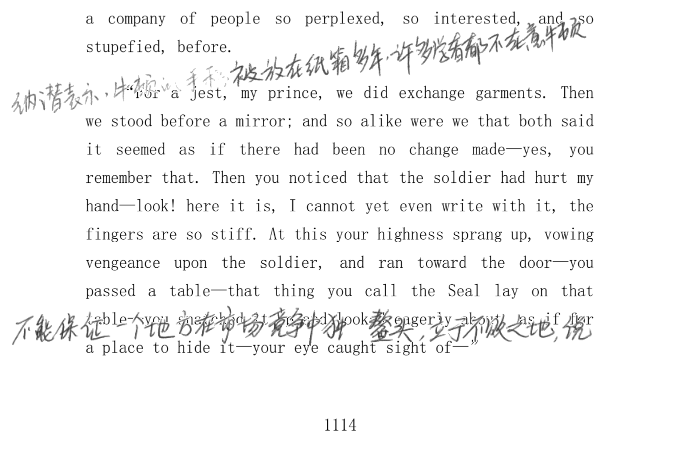 a company of people so perplexed, so interested, and so
stupefied, before.
纳潜表示,牛顿的手稿被放在纸箱多年,许多学者都不在意牛顿
“For a jest, my prince, we did exchange garments. Then
we stood before a mirror; and so alike were we that both said
it seemed as if there had been no change made—yes, you
remember that. Then you noticed that the soldier had hurt my
hand—look! here it is, I cannot yet even write with it, the
fingers are so stiff. At this your highness sprang up, vowing
vengeance upon the soldier, and ran toward the door—you
passed a table—that thing you call the Seal lay on that
table—you snatched it and looked eagerly about, as if for
不能保证一个地方在市场竞争中独 鳌头,立于不败之地,说
a place to hide it—your eye caught sight of—”
1114